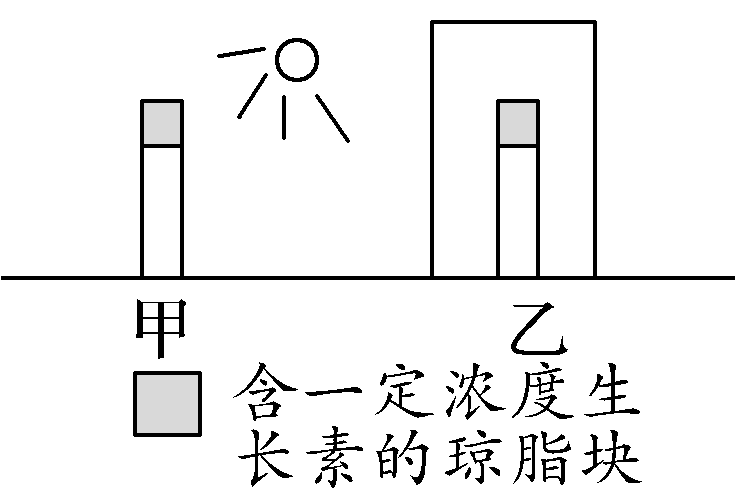 甲
乙
含一定浓度生
长素的琼脂块